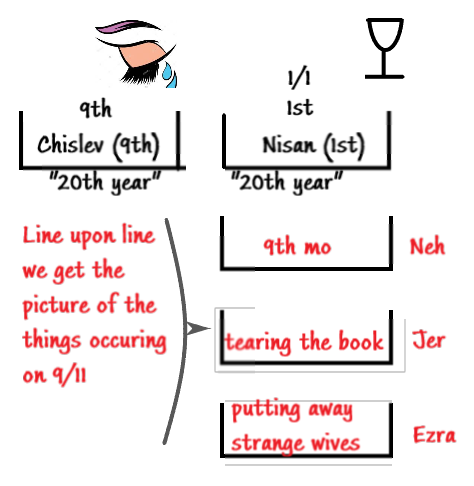 9th
Chislev (9th)
"20th year"
1/1
1st
Nisan (1st)
"20th year"
Line upon line
we get the
picture of the
things occuring
on 9/11
9th mo
Neh
tearing the book
Jer
putting away
strange wives
Ezra